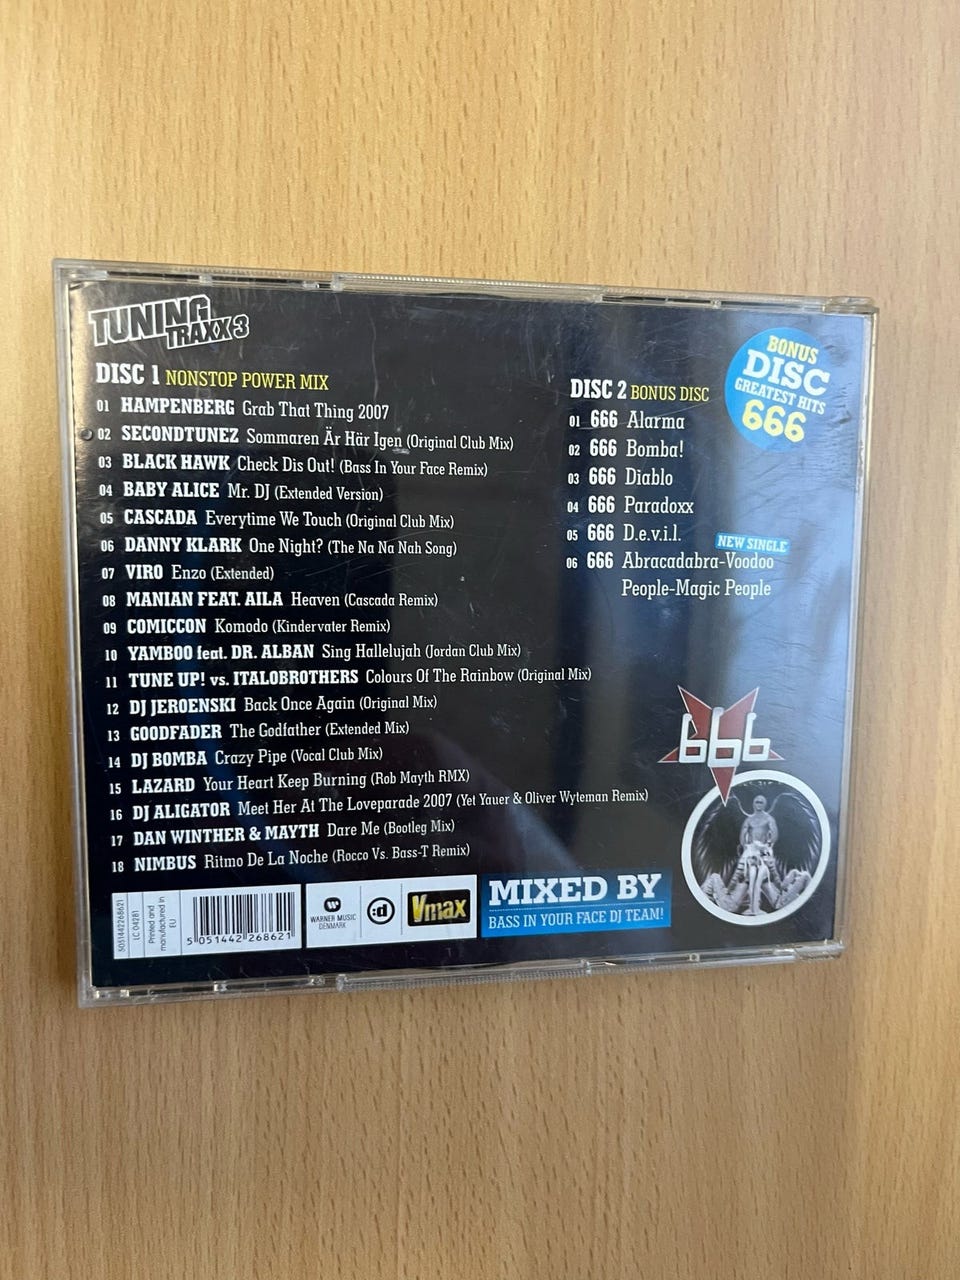 TUNING
TRAXX 3
DISC 1 NONSTOP POWER MIX
01 HAMPENBERG Grab That Thing 2007
02 SECONDTUNEZ Sommaren Är Här Igen (Original Club Mix)
03 BLACK HAWK Check Dis Out! (Bass In Your Face Remix)
04 BABY ALICE Mr. DJ (Extended Version)
05 CASCADA Everytime We Touch (Original Club Mix)
06 DANNY KLARK One Night? (The Na Na Nah Song)
07 VIRO Enzo (Extended)
08 MANIAN FEAT. AILA Heaven (Cascada Remix)
09 COMICCON Komodo (Kindervater Remix)
10 YAMBOO feat. DR. ALBAN Sing Hallelujah (Jordan Club Mix)
11 TUNE UP! vs. ITALOBROTHERS Colours Of The Rainbow (Original Mix)
12 DJ JEROENSKI Back Once Again (Original Mix)
13 GOODFADER The Godfather (Extended Mix)
14 DJ BOMBA Crazy Pipe (Vocal Club Mix)
15 LAZARD Your Heart Keep Burning (Rob Mayth RMX)
16 DJ ALIGATOR Meet Her At The Loveparade 2007 (Yet Yauer & Oliver Wyteman Remix)
17 DAN WINTHER & MAYTH Dare Me (Bootleg Mix)
18 NIMBUS Ritmo De La Noche (Rocco Vs. Bass-T Remix)
DISC 2 BONUS DISC
01 666 Alarma
02 666 Bomba!
03 666 Diablo
04 666 Paradoxx
05 666 D.e.v.i.l.
NEW SINGLE
06 666 Abracadabra-Voodoo
People-Magic People
BONUS
DISC
GREATEST HITS
666
666
5051442268621
LC 04281
Printed and
manufactured in
EU
5 051442 268621
WARNER MUSIC
DENMARK
:d
Vmax
MIXED BY
BASS IN YOUR FACE DJ TEAM!